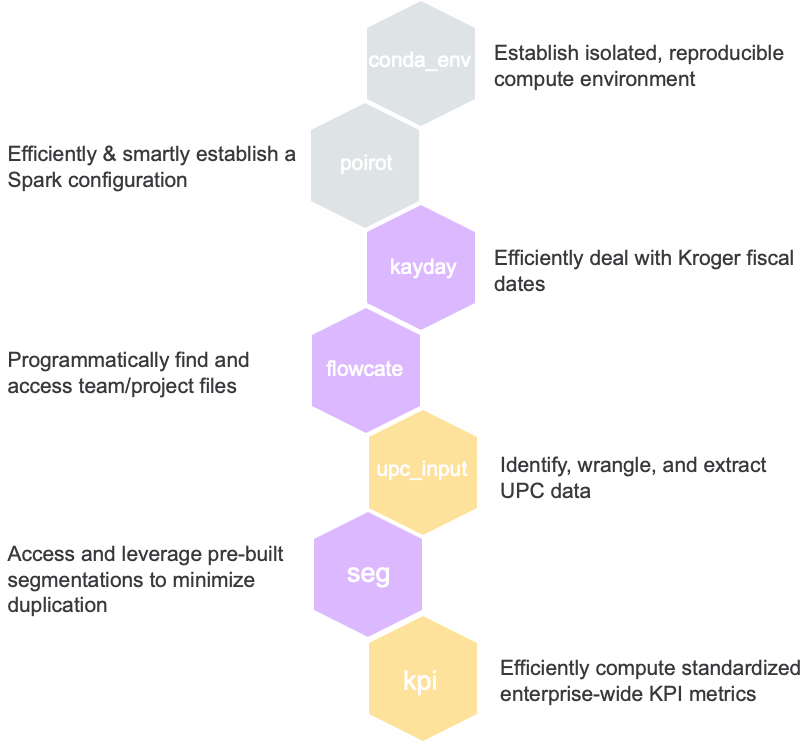 conda_env
Establish isolated, reproducible
compute environment
Efficiently & smartly establish a
Spark configuration
poirot
kayday
Efficiently deal with Kroger fiscal
dates
Programmatically find and
access team/project files
flowcate
upc_input
Identify, wrangle, and extract
UPC data
Access and leverage pre-built
segmentations to minimize
duplication
seg
kpi
Efficiently compute standardized
enterprise-wide KPI metrics